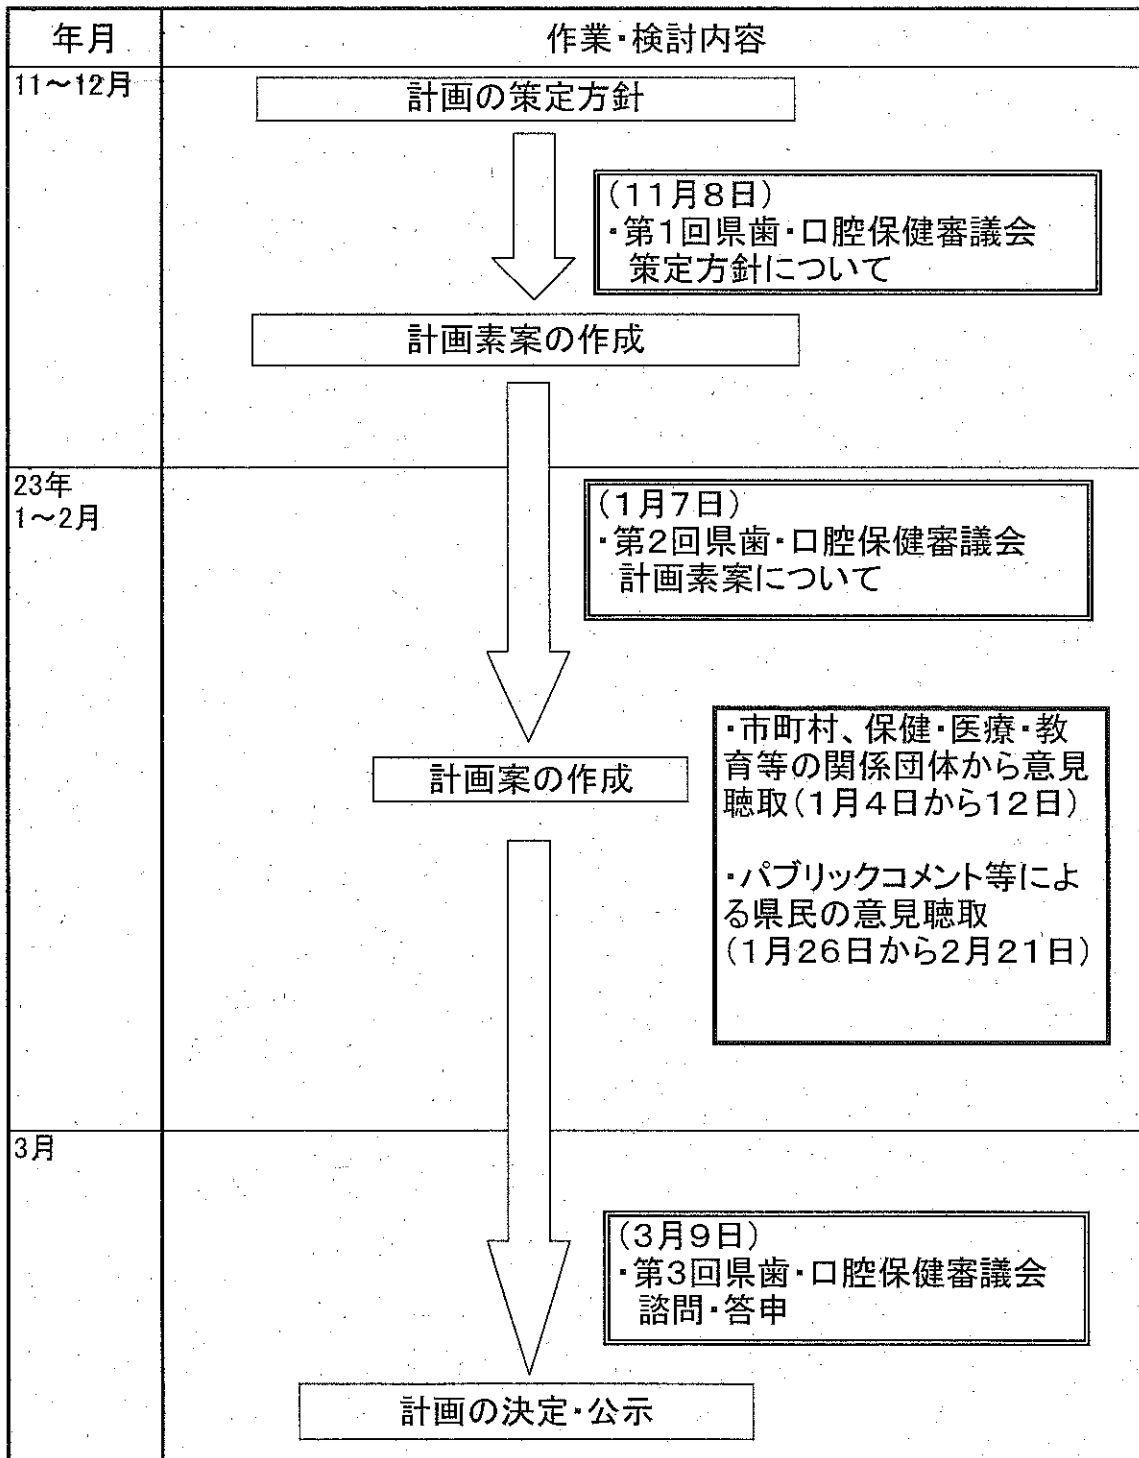 年月
作業・検討内容
11～12月
計画の策定方針
(11月8日)
・第1回県歯・口腔保健審議会
策定方針について
計画素案の作成
23年
1～2月
(1月7日)
・第2回県歯・口腔保健審議会
計画素案について
計画案の作成
・市町村、保健・医療・教
育等の関係団体から意見
聴取(1月4日から12日)
・パブリックコメント等によ
る県民の意見聴取
(1月26日から2月21日)
3月
(3月9日)
・第3回県歯・口腔保健審議会
諮問・答申
計画の決定・公示